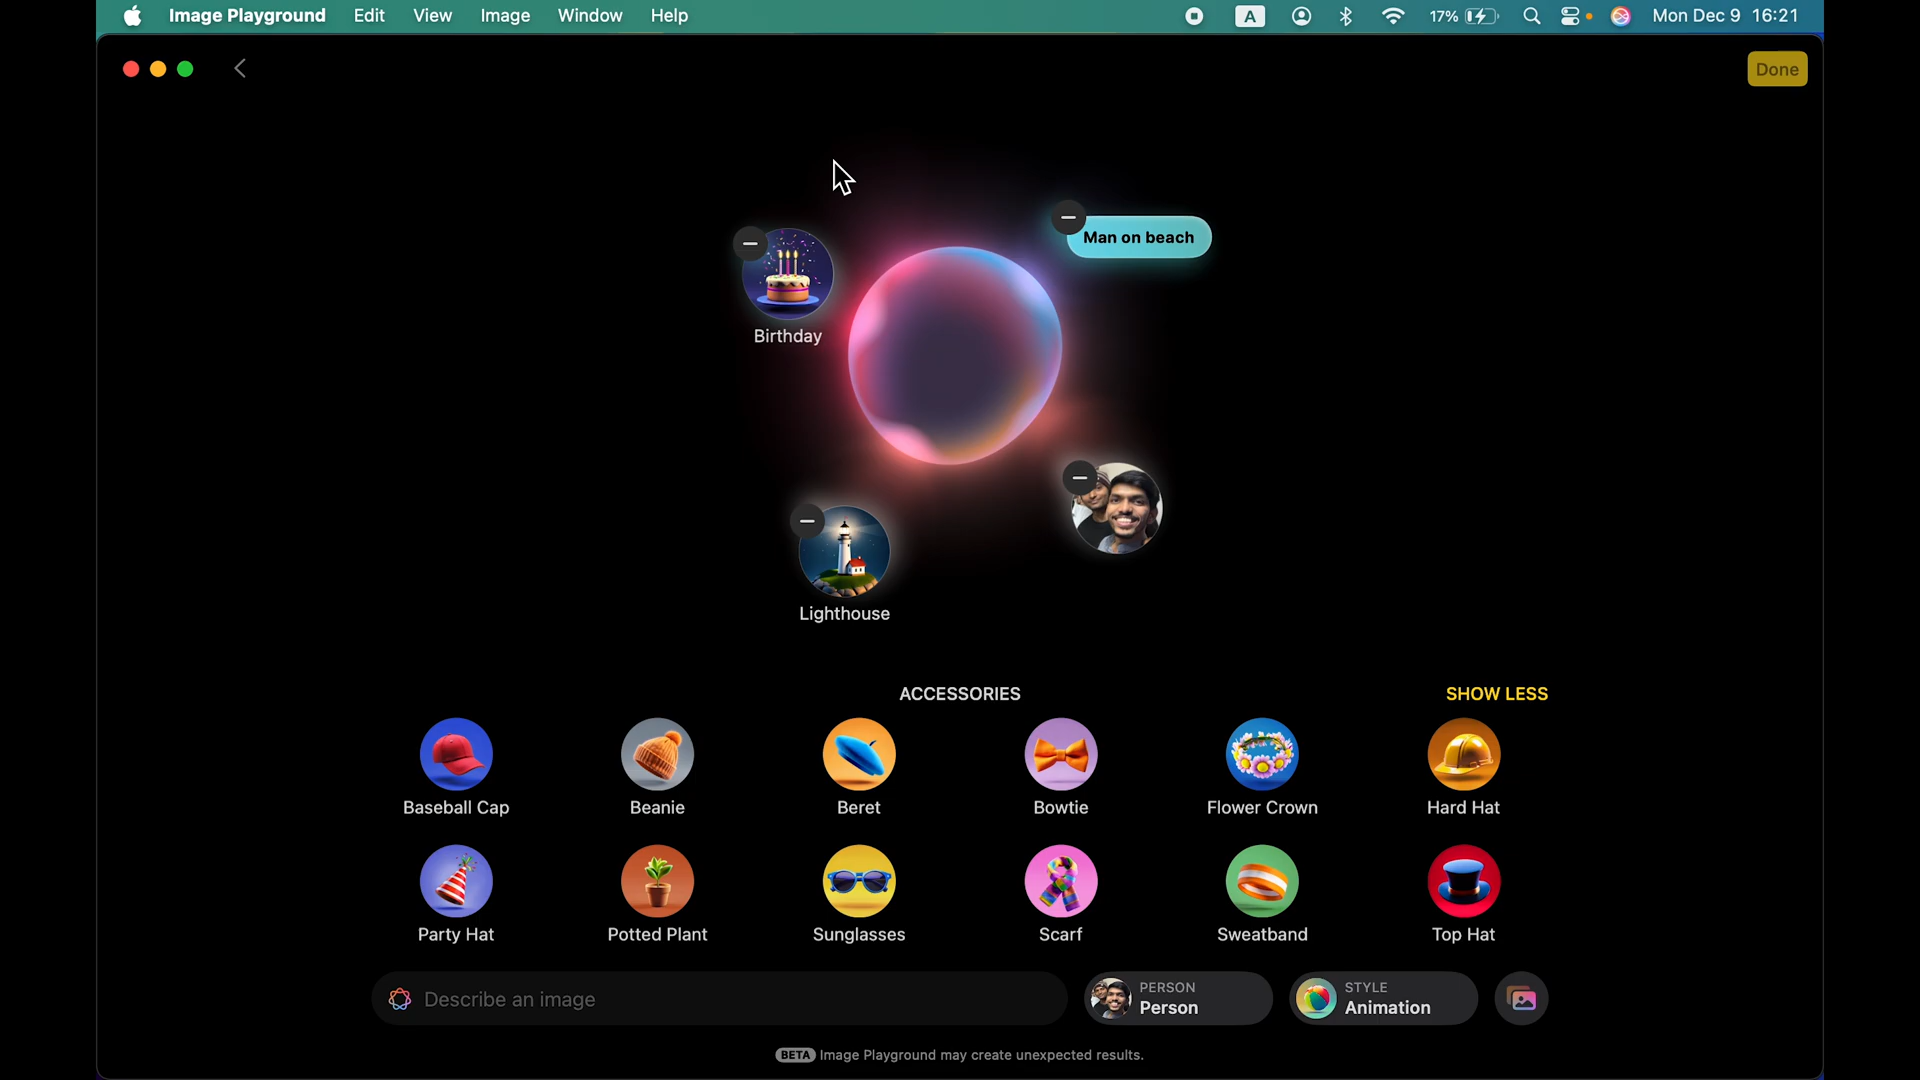 Image Playground Edit View Image Window Help A 17% Mon Dec 9 16:21
Done
Man on beach
Birthday
Lighthouse
ACCESSORIES SHOW LESS
Baseball Cap Beanie Beret Bowtie Flower Crown Hard Hat
Party Hat Potted Plant Sunglasses Scarf Sweatband Top Hat
Describe an image
PERSON
Person
STYLE
Animation
BETA Image Playground may create unexpected results.